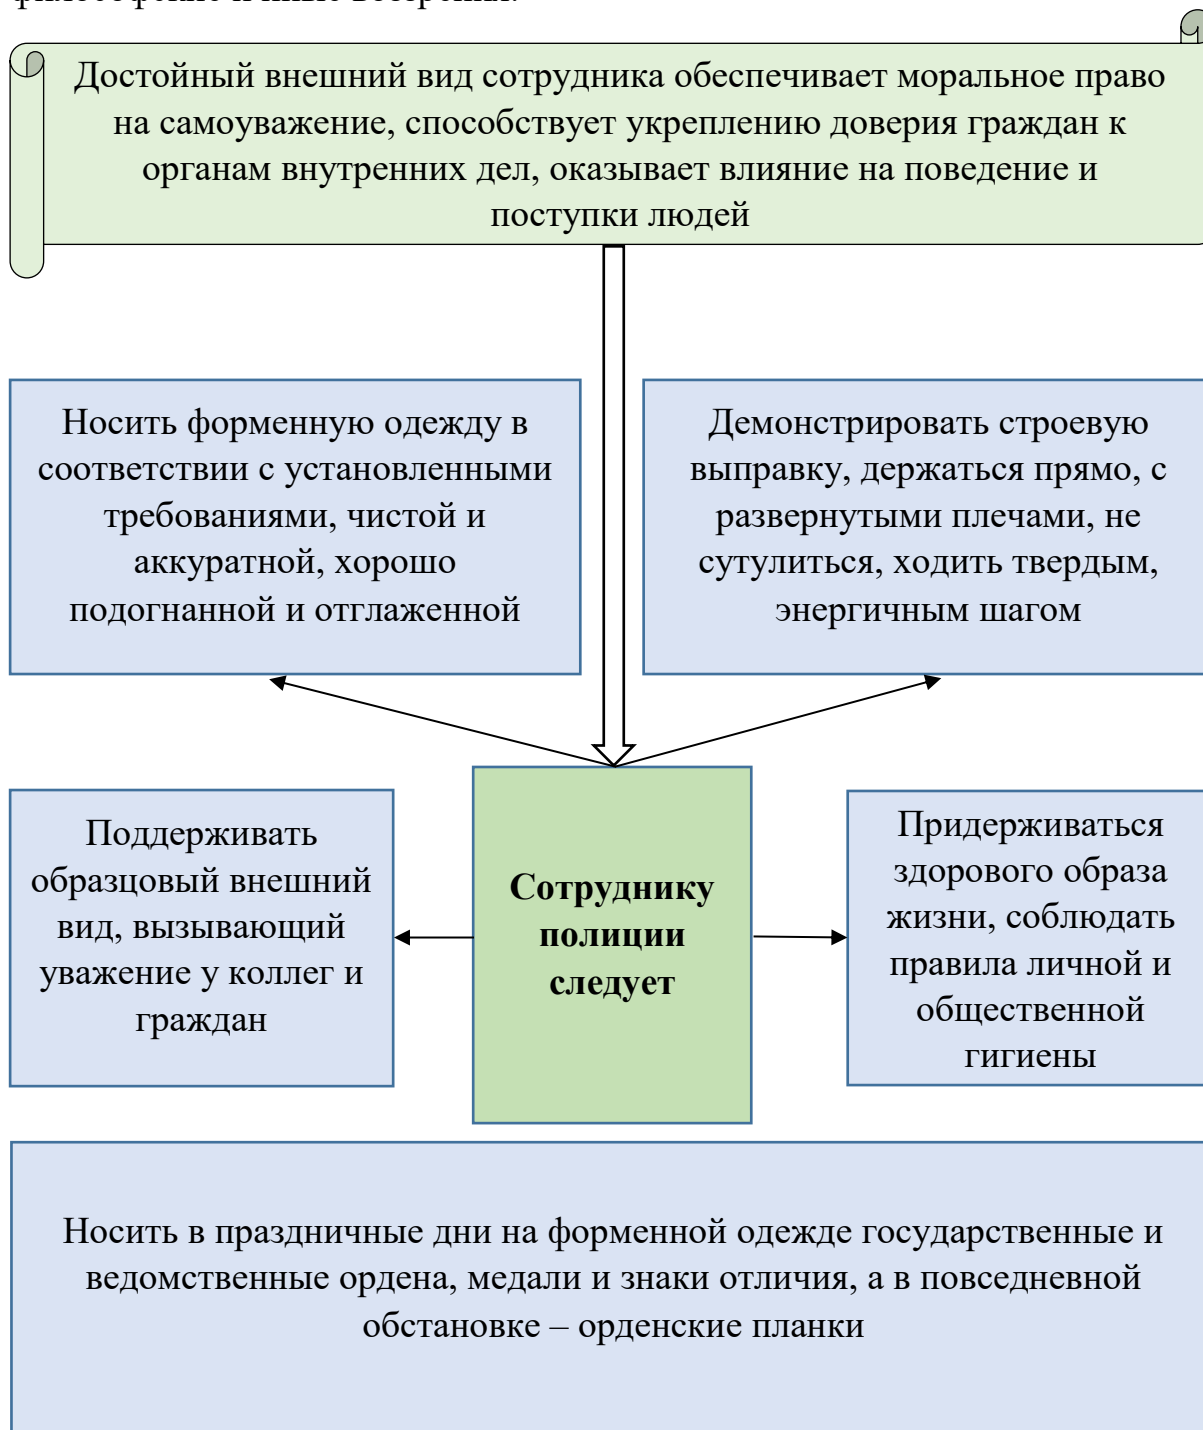 философские и иные воззрения.
Достойный внешний вид сотрудника обеспечивает моральное право
на самоуважение, способствует укреплению доверия граждан к
органам внутренних дел, оказывает влияние на поведение и
поступки людей
Носить форменную одежду в
соответствии с установленными
требованиями, чистой и
аккуратной, хорошо
подогнанной и отглаженной
Демонстрировать строевую
выправку, держаться прямо, с
развернутыми плечами, не
сутулиться, ходить твердым,
энергичным шагом
Поддерживать
образцовый внешний
вид, вызывающий
уважение у коллег и
граждан
Сотруднику
полиции
следует
Придерживаться
здорового образа
жизни, соблюдать
правила личной и
общественной
гигиены
Носить в праздничные дни на форменной одежде государственные и
ведомственные ордена, медали и знаки отличия, а в повседневной
обстановке – орденские планки